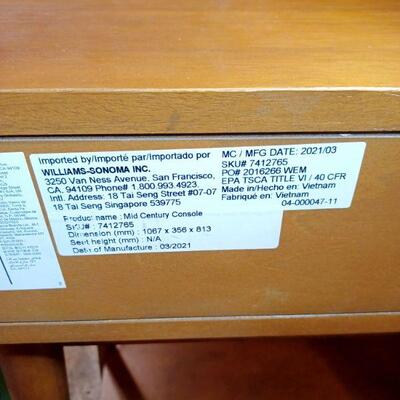 Imported by/importé par/importado por
WILLIAMS-SONOMA INC.
3250 Van Ness Avenue, San Francisco,
CA, 94109 Phone# 1.800.993.4923
Intl. Address: 18 Tai Seng Street #07-07
18 Tai Seng Singapore 539775
MC / MFG DATE: 2021/03
SKU# 7412765
PO# 2016266 WEM
EPA TSCA TITLE VI / 40 CFR
Made in/Hecho en: Vietnam
Fabriqué en: Vietnam
04-000047-11
Product name : Mid Century Console
SKU# : 7412765
Dimension (mm) : 1067 x 356 x 813
Seat height (mm) : N/A
Date of Manufacture : 03/2021